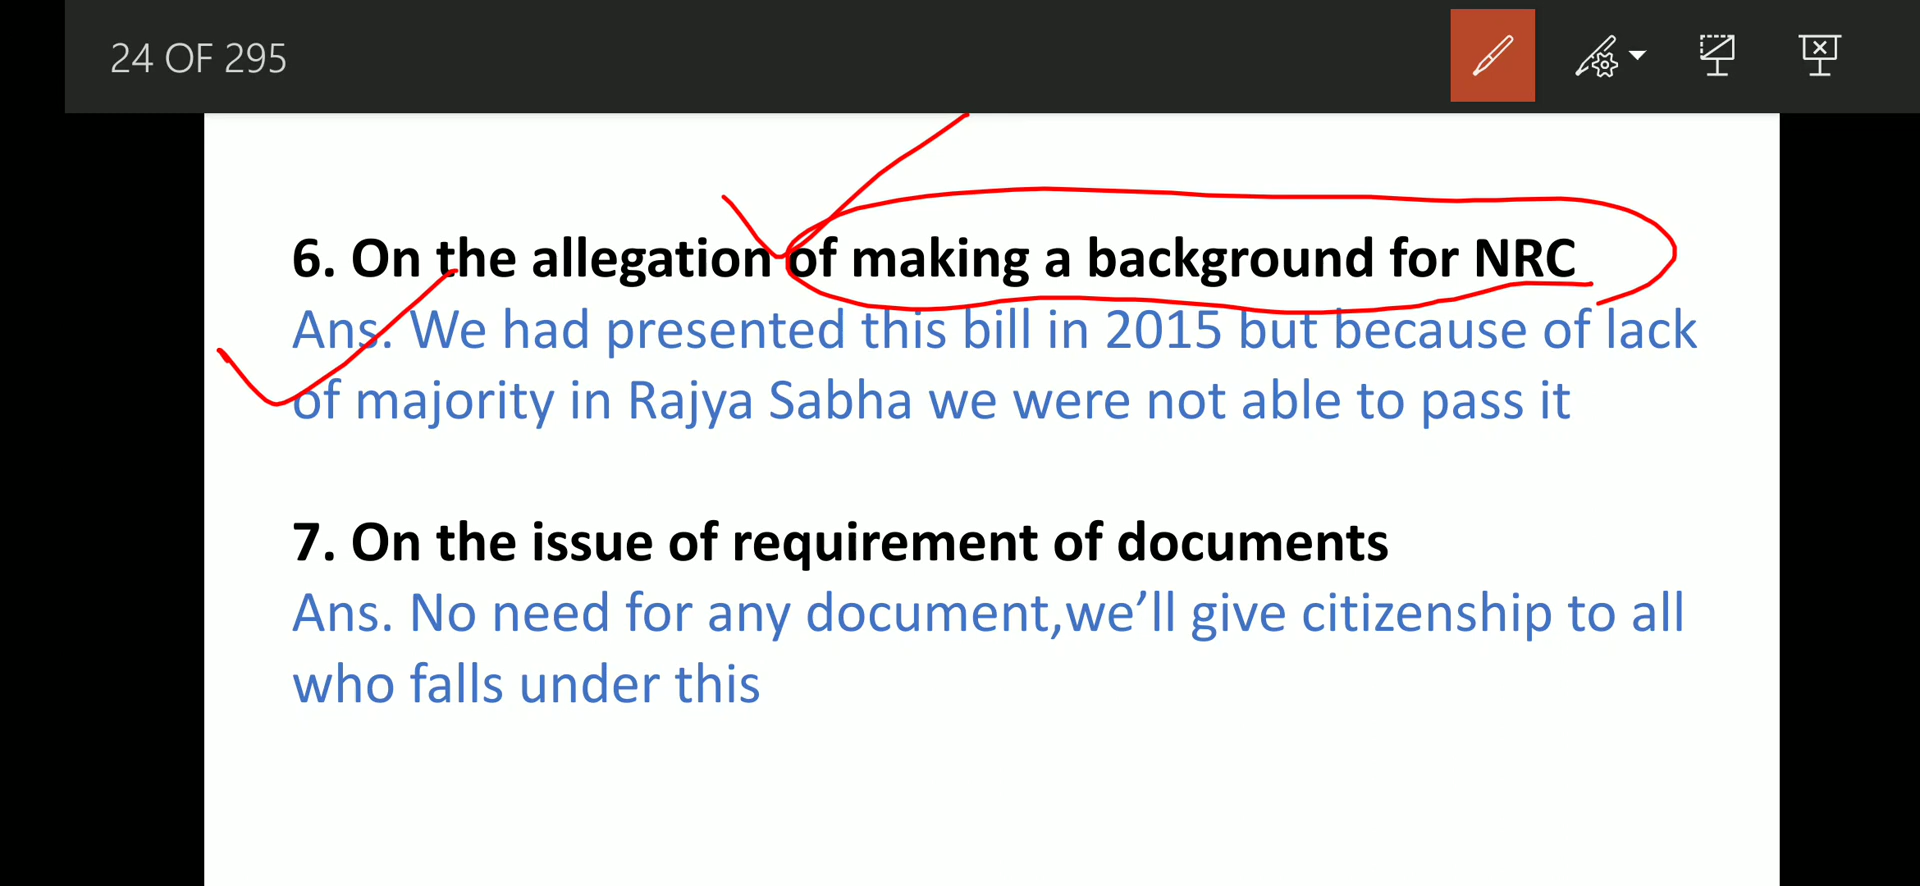 24 OF 295
6. On the allegation of making a background for NRC
Ans. We had presented this bill in 2015 but because of lack
of majority in Rajya Sabha we were not able to pass it
7. On the issue of requirement of documents
Ans. No need for any document,we’ll give citizenship to all
who falls under this